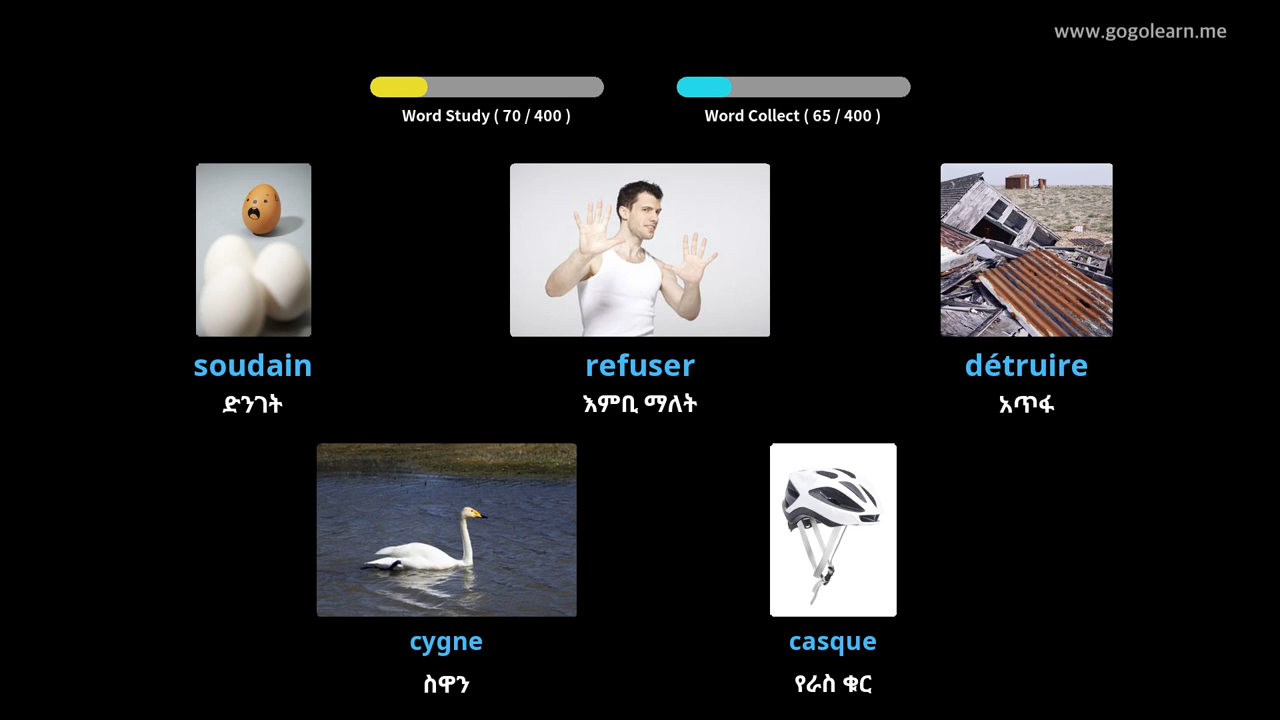 www.gogolearn.me
Word Study ( 70 / 400 )
Word Collect ( 65 / 400 )
soudain
refuser
détruire
ድንገት
እምቢ ማለት
አጥፋ
cygne
casque
ስዋን
የራስ ቁር